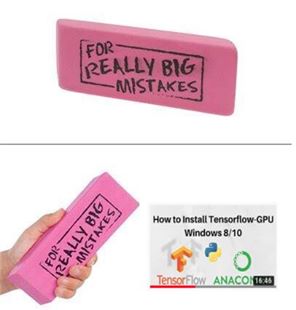 FOR
REALLY BIG
MISTAKES
FOR
REALLY BIG
MISTAKES
How to Install Tensorflow-GPU
Windows 8/10
TensorFlow
ANACON
16:46